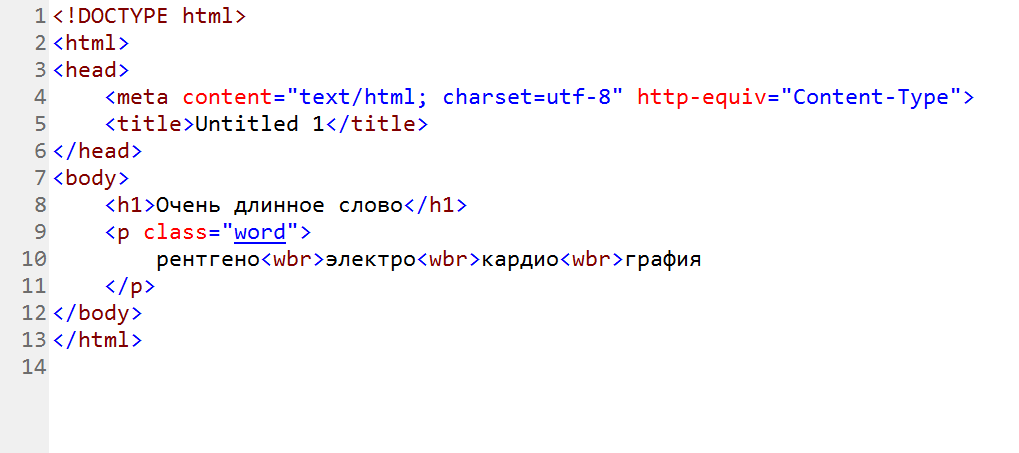 1 <!DOCTYPE html>
2 <html>
3 <head>
4     <meta content="text/html; charset=utf-8" http-equiv="Content-Type">
5     <title>Untitled 1</title>
6 </head>
7 <body>
8     <h1>Очень длинное слово</h1>
9     <p class="word">
10         рентгено<wbr>электро<wbr>кардио<wbr>графия
11     </p>
12 </body>
13 </html>
14